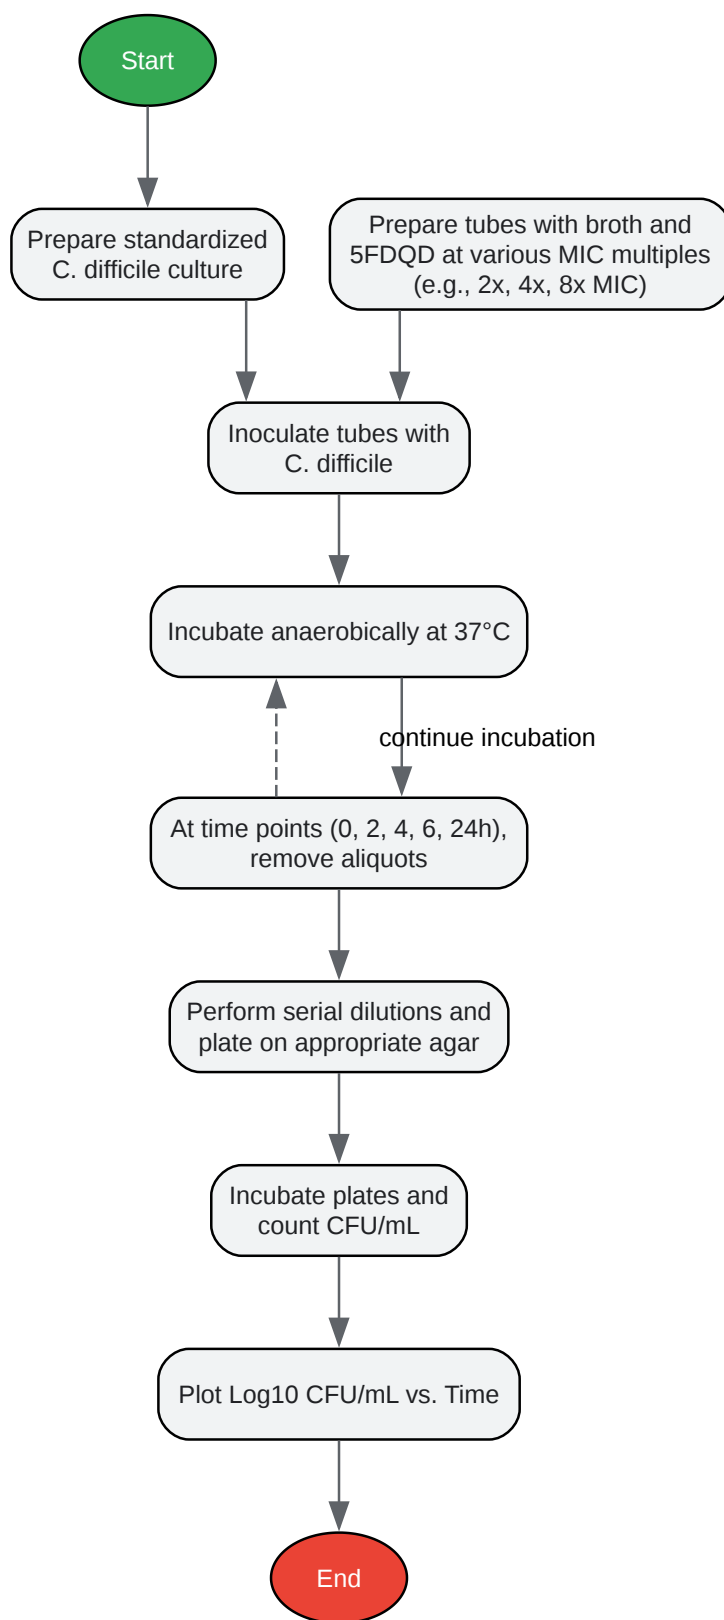 Start
Prepare standardized
C. difficile culture
Prepare tubes with broth and
5FDQD at various MIC multiples
(e.g., 2x, 4x, 8x MIC)
Inoculate tubes with
C. difficile
Incubate anaerobically at 37°C
continue incubation
At time points (0, 2, 4, 6, 24h),
remove aliquots
Perform serial dilutions and
plate on appropriate agar
Incubate plates and
count CFU/mL
Plot Log10 CFU/mL vs. Time
End